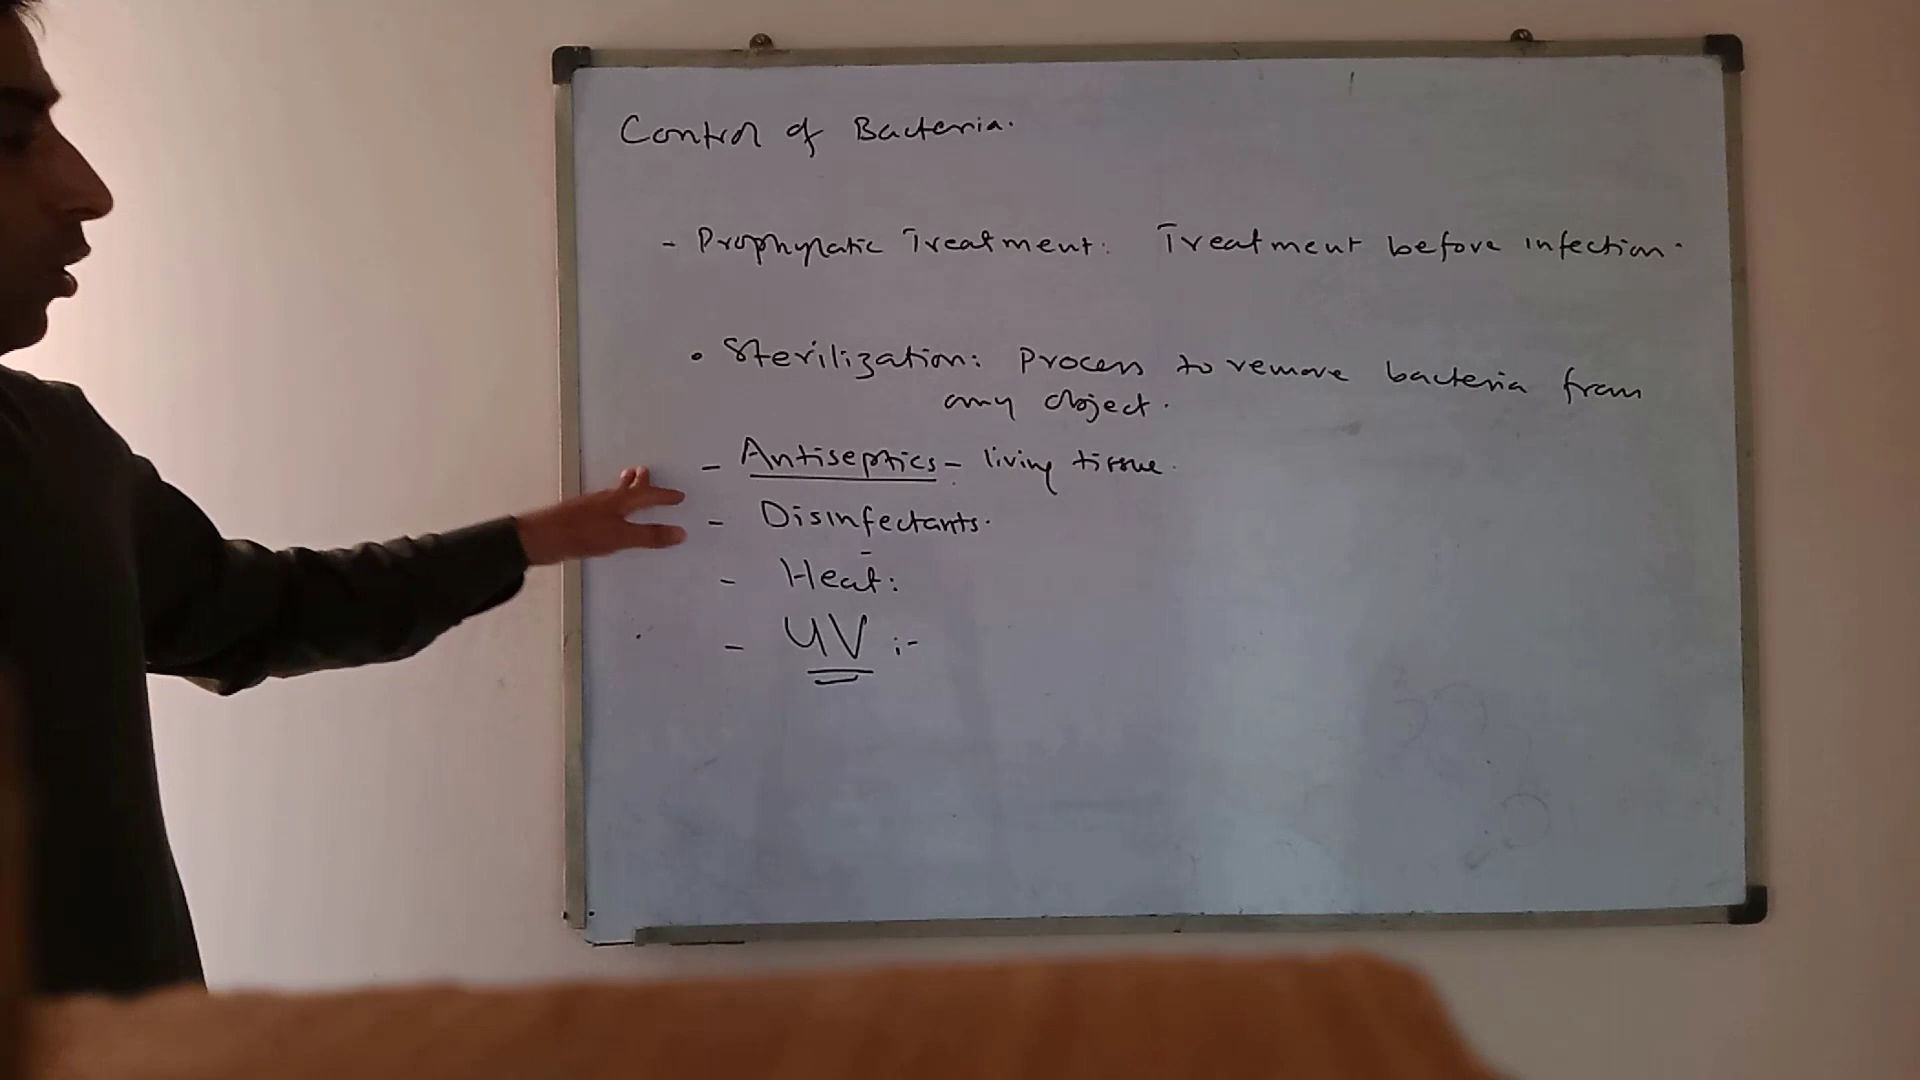 Control of Bacteria.
- Prophylatic Treatment: Treatment before infection.
• Sterilization: Process to remove bacteria from
any object.
- Antiseptics - living tissue.
- Disinfectants.
- Heat:
- UV :-